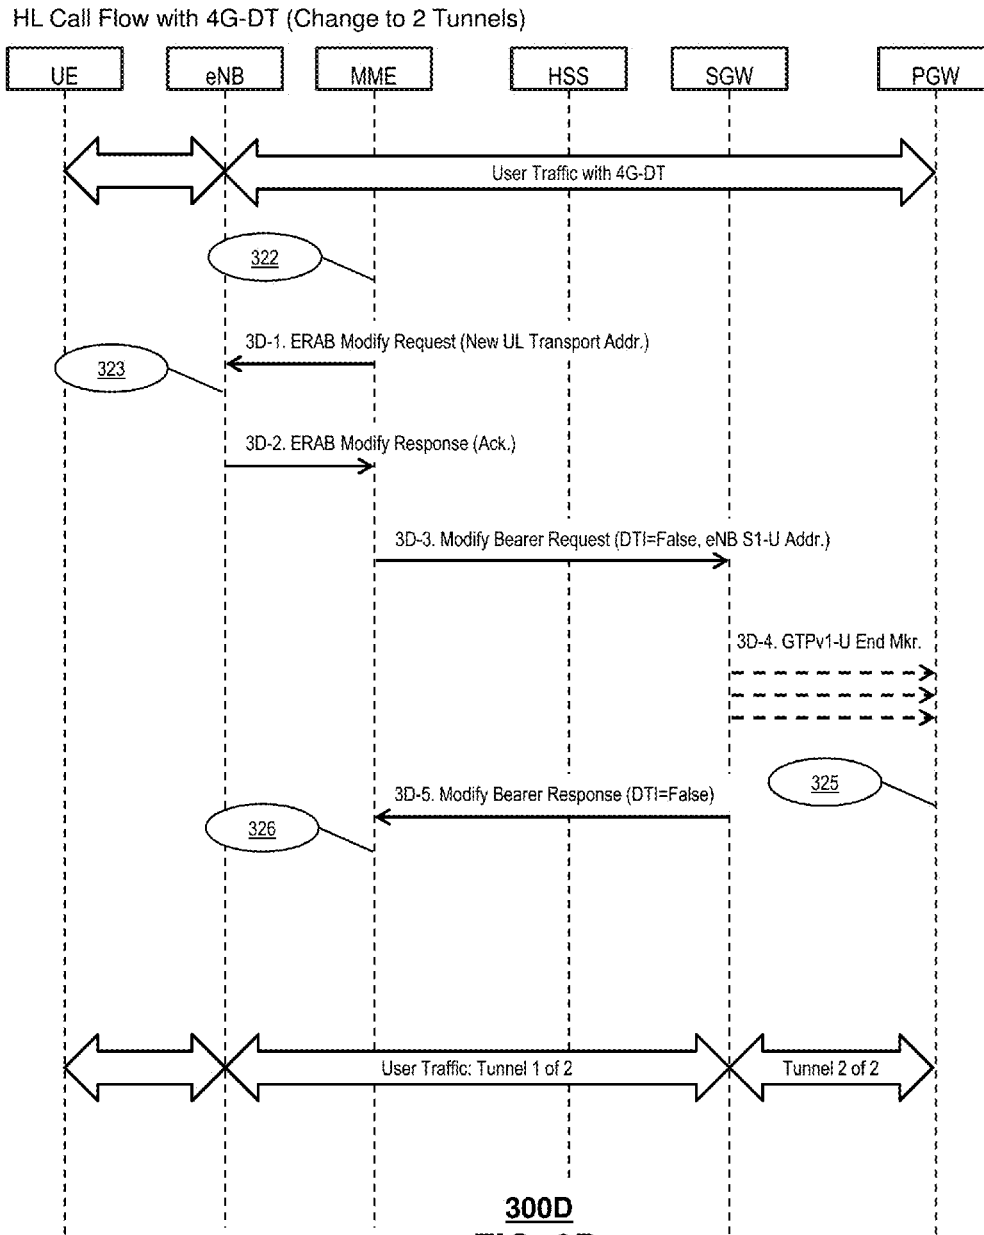 HL Call Flow with 4G-DT (Change to 2 Tunnels)
UE eNB MME HSS SGW PGW
User Traffic with 4G-DT
322
3D-1. ERAB Modify Request (New UL Transport Addr.)
323
3D-2. ERAB Modify Response (Ack.)
3D-3. Modify Bearer Request (DTI=False, eNB S1-U Addr.)
3D-4. GTPv1-U End Mkr.
325
3D-5. Modify Bearer Response (DTI=False)
326
User Traffic: Tunnel 1 of 2
Tunnel 2 of 2
300D